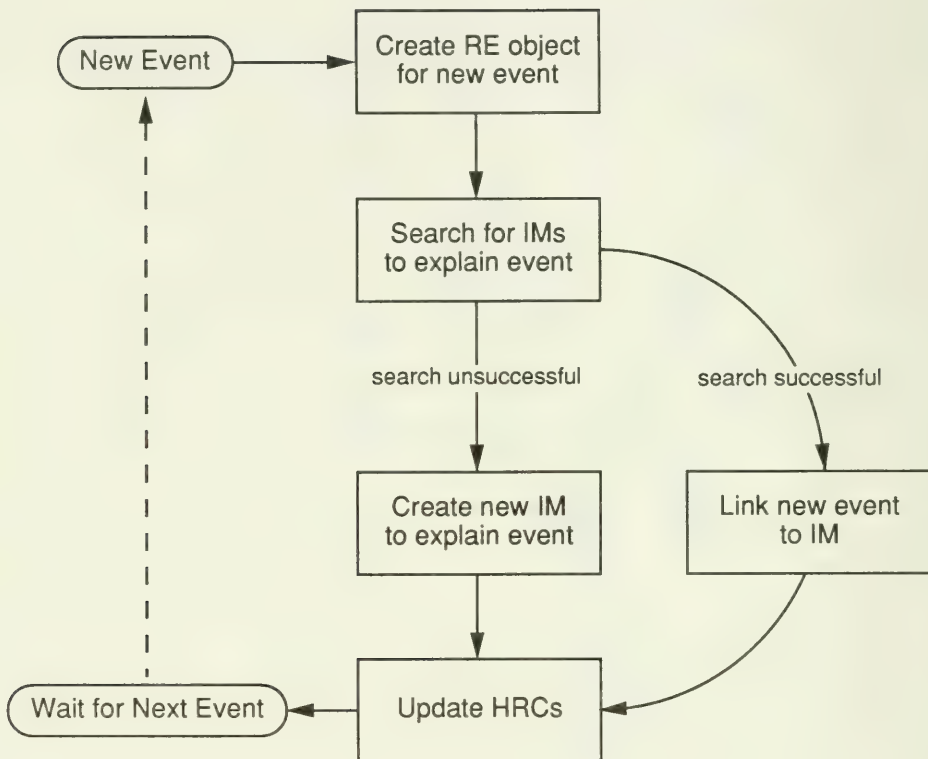 New Event
Create RE object
for new event
Search for IMs
to explain event
search unsuccessful
search successful
Create new IM
to explain event
Link new event
to IM
Wait for Next Event
Update HRCs